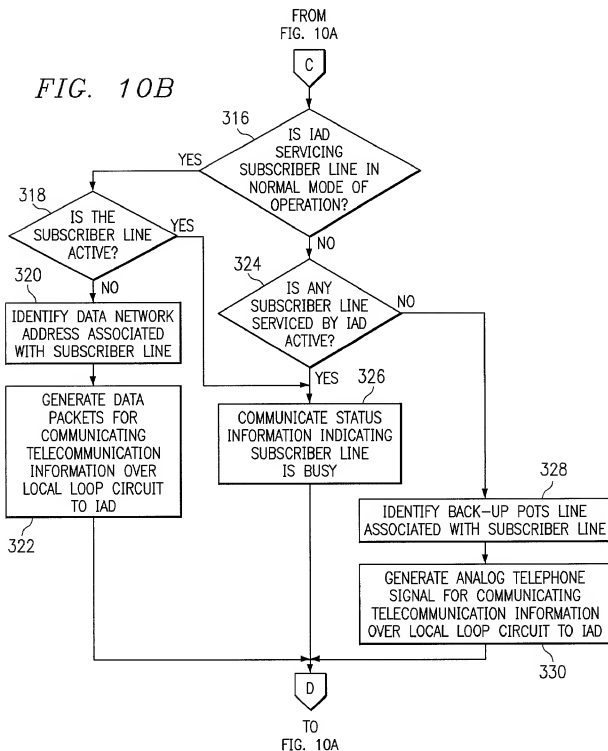 FROM
FIG. 10A
C
FIG. 10B
316
IS IAD
SERVICING
SUBSCRIBER LINE IN
NORMAL MODE OF
OPERATION?
YES
NO
318
IS THE
SUBSCRIBER LINE
ACTIVE?
YES
NO
320
IDENTIFY DATA NETWORK
ADDRESS ASSOCIATED
WITH SUBSCRIBER LINE
GENERATE DATA
PACKETS FOR
COMMUNICATING
TELECOMMUNICATION
INFORMATION OVER
LOCAL LOOP CIRCUIT
TO IAD
322
324
IS ANY
SUBSCRIBER LINE
SERVICED BY IAD
ACTIVE?
NO
YES
326
COMMUNICATE STATUS
INFORMATION INDICATING
SUBSCRIBER LINE
IS BUSY
328
IDENTIFY BACK-UP POTS LINE
ASSOCIATED WITH SUBSCRIBER LINE
GENERATE ANALOG TELEPHONE
SIGNAL FOR COMMUNICATING
TELECOMMUNICATION INFORMATION
OVER LOCAL LOOP CIRCUIT TO IAD
330
D
TO
FIG. 10A